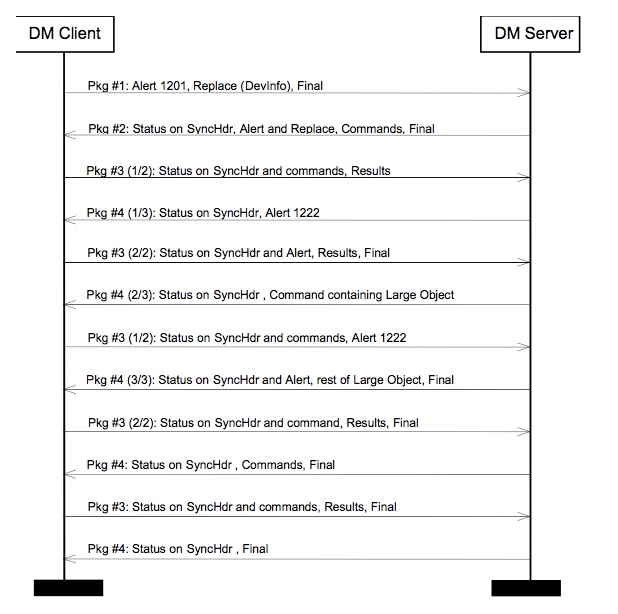 DM Client
DM Server
Pkg #1: Alert 1201, Replace (DevInfo), Final
Pkg #2: Status on SyncHdr, Alert and Replace, Commands, Final
Pkg #3 (1/2): Status on SyncHdr and commands, Results
Pkg #4 (1/3): Status on SyncHdr, Alert 1222
Pkg #3 (2/2): Status on SyncHdr and Alert, Results, Final
Pkg #4 (2/3): Status on SyncHdr , Command containing Large Object
Pkg #3 (1/2): Status on SyncHdr and commands, Alert 1222
Pkg #4 (3/3): Status on SyncHdr and Alert, rest of Large Object, Final
Pkg #3 (2/2): Status on SyncHdr and command, Results, Final
Pkg #4: Status on SyncHdr , Commands, Final
Pkg #3: Status on SyncHdr and commands, Results, Final
Pkg #4: Status on SyncHdr , Final